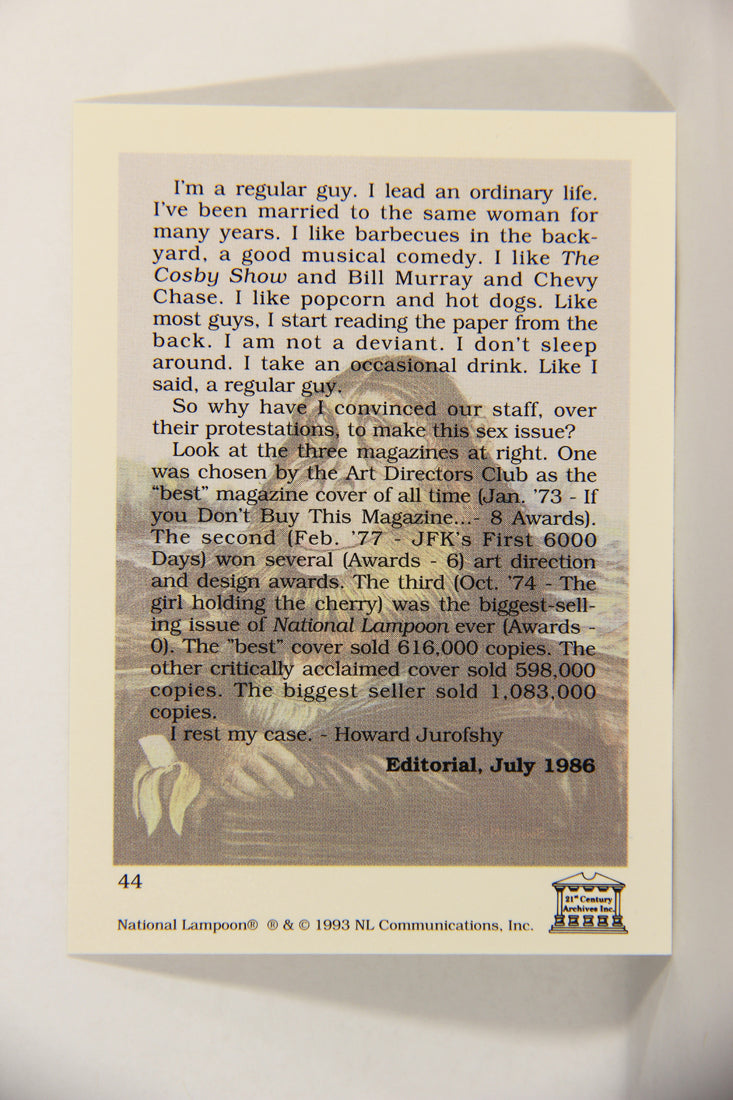 I'm a regular guy. I lead an ordinary life.
I've been married to the same woman for
many years. I like barbecues in the back-
yard, a good musical comedy. I like The
Cosby Show and Bill Murray and Chevy
Chase. I like popcorn and hot dogs. Like
most guys, I start reading the paper from the
back. I am not a deviant. I don't sleep
around. I take an occasional drink. Like I
said, a regular guy.
So why have I convinced our staff, over
their protestations, to make this sex issue?
Look at the three magazines at right. One
was chosen by the Art Directors Club as the
"best" magazine cover of all time (Jan. '73 - If
you Don't Buy This Magazine...- 8 Awards).
The second (Feb. '77 - JFK's First 6000
Days) won several (Awards - 6) art direction
and design awards. The third (Oct. '74 - The
girl holding the cherry) was the biggest-sell-
ing issue of National Lampoon ever (Awards -
0). The "best" cover sold 616,000 copies. The
other critically acclaimed cover sold 598,000
copies. The biggest seller sold 1,083,000
copies.
I rest my case. - Howard Jurofshy
Editorial, July 1986
44
21st Century
Archives Inc.
National Lampoon® ® & © 1993 NL Communications, Inc.